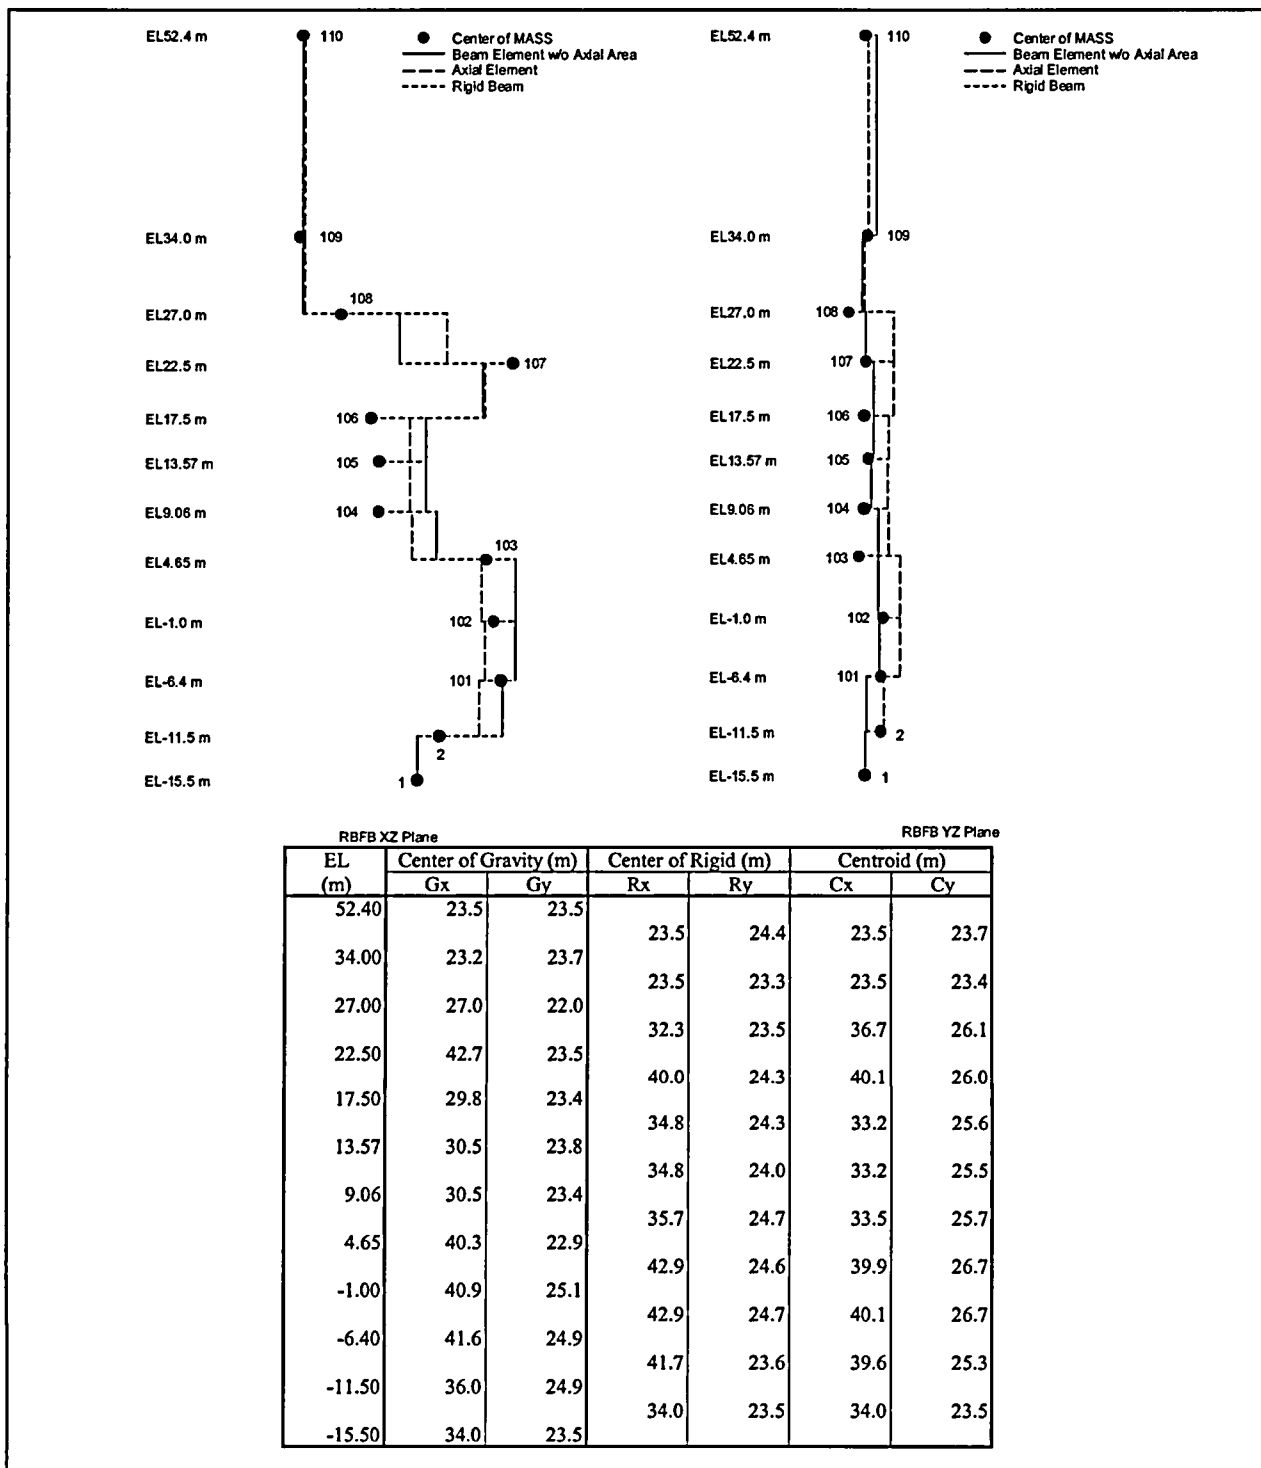 EL52.4 m
110
Center of MASS
Beam Element w/o Axial Area
Axial Element
Rigid Beam
EL34.0 m
109
108
EL27.0 m
EL22.5 m
107
EL17.5 m
106
EL13.57 m
105
EL9.06 m
104
103
EL4.65 m
EL-1.0 m
102
EL-6.4 m
101
EL-11.5 m
2
EL-15.5 m
1
RBFB XZ Plane
EL52.4 m
110
Center of MASS
Beam Element w/o Axial Area
Axial Element
Rigid Beam
EL34.0 m
109
EL27.0 m
108
EL22.5 m
107
EL17.5 m
106
EL13.57 m
105
EL9.06 m
104
EL4.65 m
103
EL-1.0 m
102
EL-6.4 m
101
EL-11.5 m
2
EL-15.5 m
1
RBFB YZ Plane
EL Center of Gravity (m) Center of Rigid (m) Centroid (m)
(m) Gx Gy Rx Ry Cx Cy
52.40 23.5 23.5
23.5 24.4 23.5 23.7
34.00 23.2 23.7
23.5 23.3 23.5 23.4
27.00 27.0 22.0
32.3 23.5 36.7 26.1
22.50 42.7 23.5
40.0 24.3 40.1 26.0
17.50 29.8 23.4
34.8 24.3 33.2 25.6
13.57 30.5 23.8
34.8 24.0 33.2 25.5
9.06 30.5 23.4
35.7 24.7 33.5 25.7
4.65 40.3 22.9
42.9 24.6 39.9 26.7
-1.00 40.9 25.1
42.9 24.7 40.1 26.7
-6.40 41.6 24.9
41.7 23.6 39.6 25.3
-11.50 36.0 24.9
34.0 23.5 34.0 23.5
-15.50 34.0 23.5